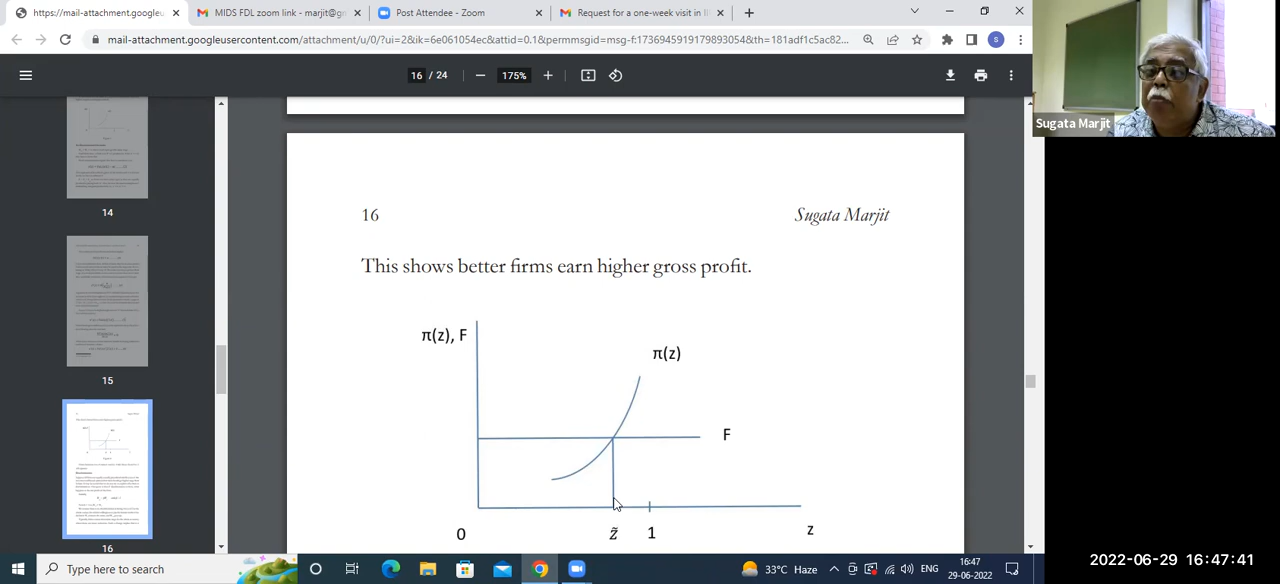 https://mail-attachment.googleu
MIDS FDL zoom link - marjit@gm
Post Attendee - Zoom
Request for a one-week visit in II
mail-attachment.googleusercontent.com/attachment/u/0/?ui=2&ik=6e061054ec&attid=0.1&permmsgid=msg-f:1736945919179893054&th=181adf1c5ac82...
S
16 / 24
175%
14
15
16
16
Sugata Marjit
This shows better firms earn higher gross profit.
π(z), F
π(z)
F
0
z̃
1
z
Sugata Marjit
Type here to search
33°C Haze
ENG
16:47
29-06-2022
2022-06-29 16:47:41